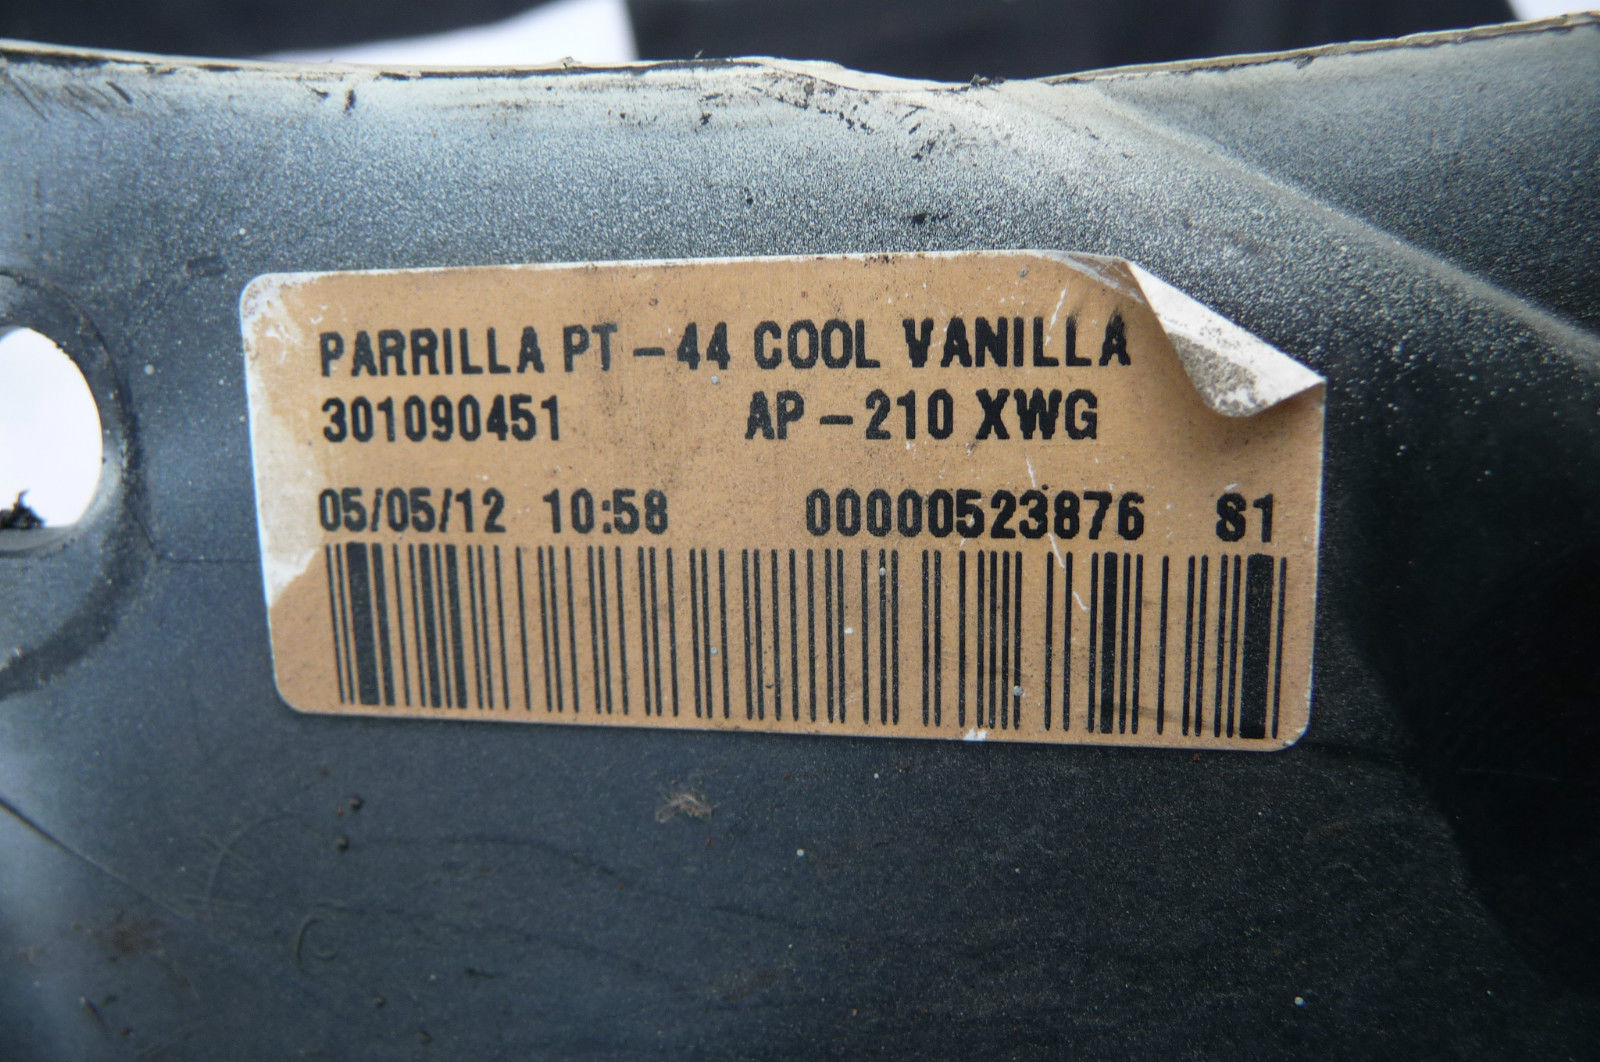 PARRILLA PT - 44 COOL VANILLA
301090451 AP - 210 XWG
05/05/12 10:58 00000523876 S1